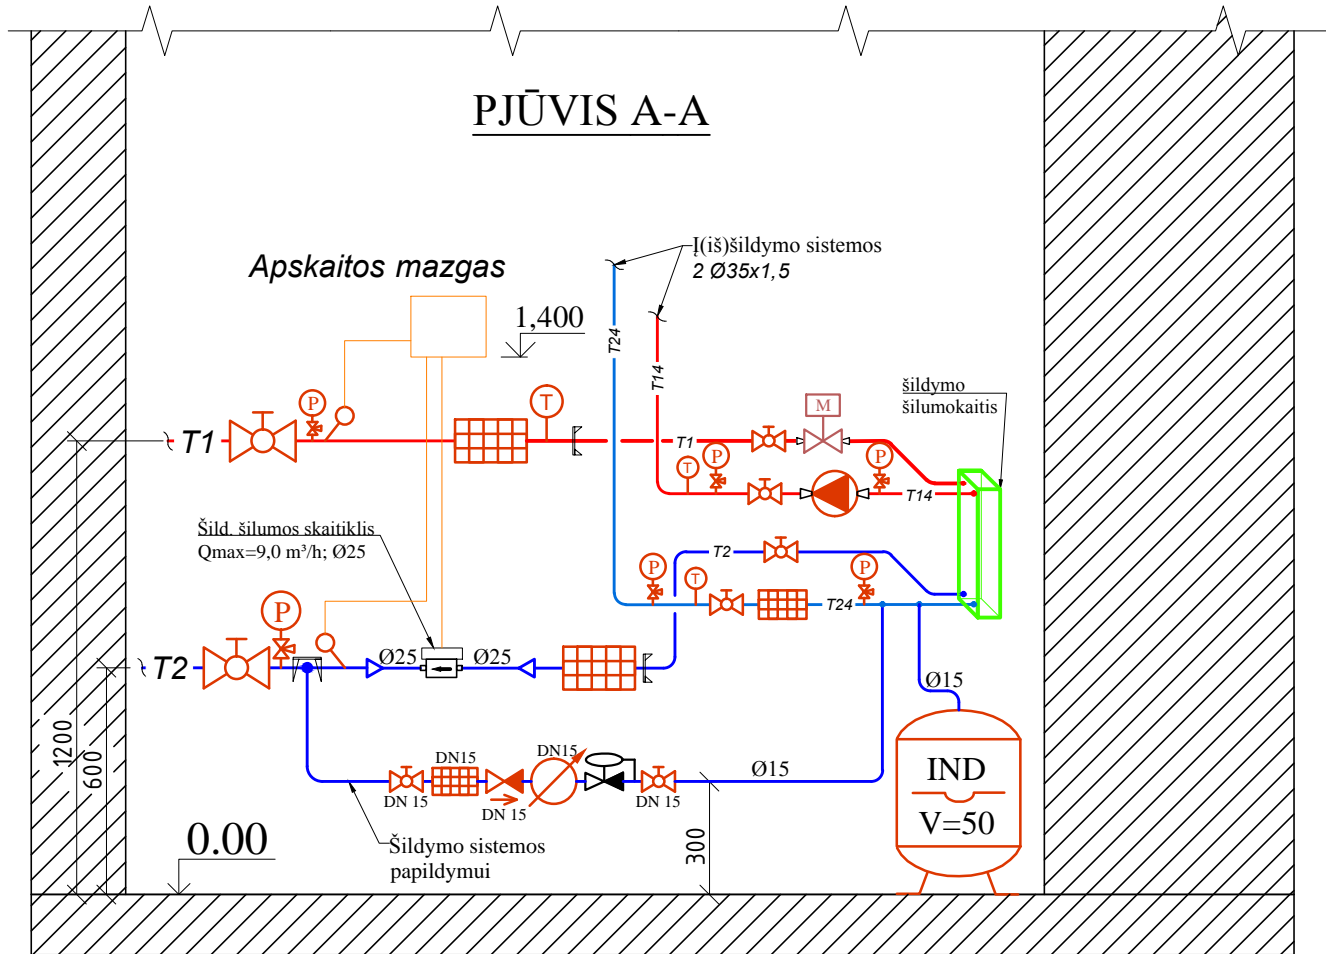 PJŪVIS A-A
Į(iš)šildymo sistemos
2 Ø35x1,5
Apskaitos mazgas
1,400
T24
T14
šildymo
šilumokaitis
M
P
T
T1
T1
P
P
T
T14
Šild. šilumos skaitiklis
Qmax=9,0 m³/h; Ø25
T2
P
T
P
T24
P
T2
Ø25
Ø25
Ø15
1200
600
DN15
DN15
Ø15
IND
DN 15
DN 15
DN 15
V=50
0.00
Šildymo sistemos
papildymui
300